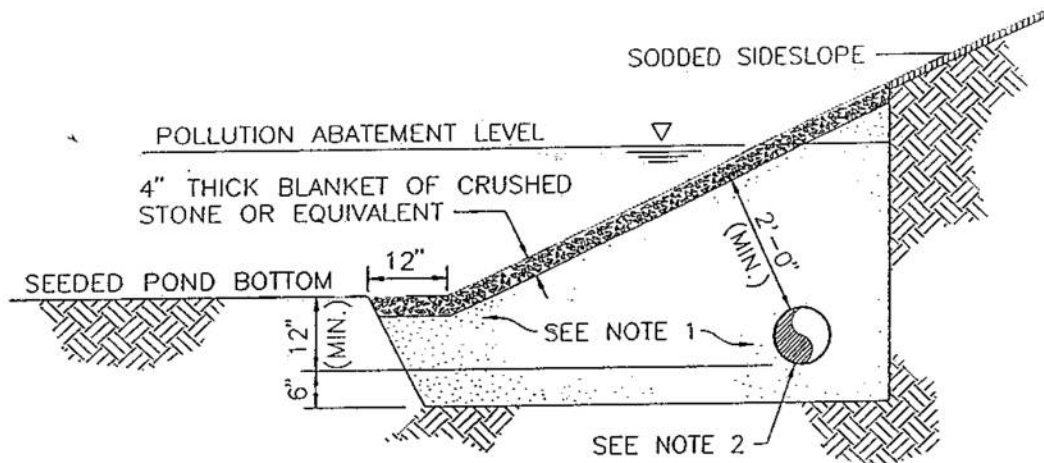 SODDED SIDESLOPE
POLLUTION ABATEMENT LEVEL
4" THICK BLANKET OF CRUSHED
STONE OR EQUIVALENT
12"
2'-0"
(MIN.)
SEEDED POND BOTTOM
12"
(MIN.)
SEE NOTE 1
6"
SEE NOTE 2